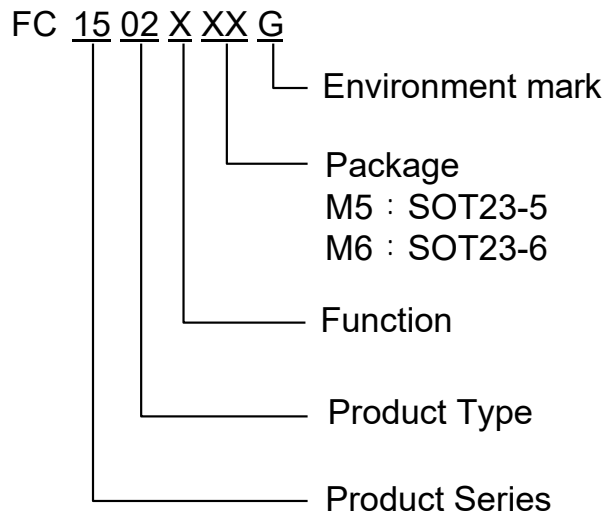 FC 15 02 X XX G
Environment mark
Package
M5：SOT23-5
M6：SOT23-6
Function
Product Type
Product Series